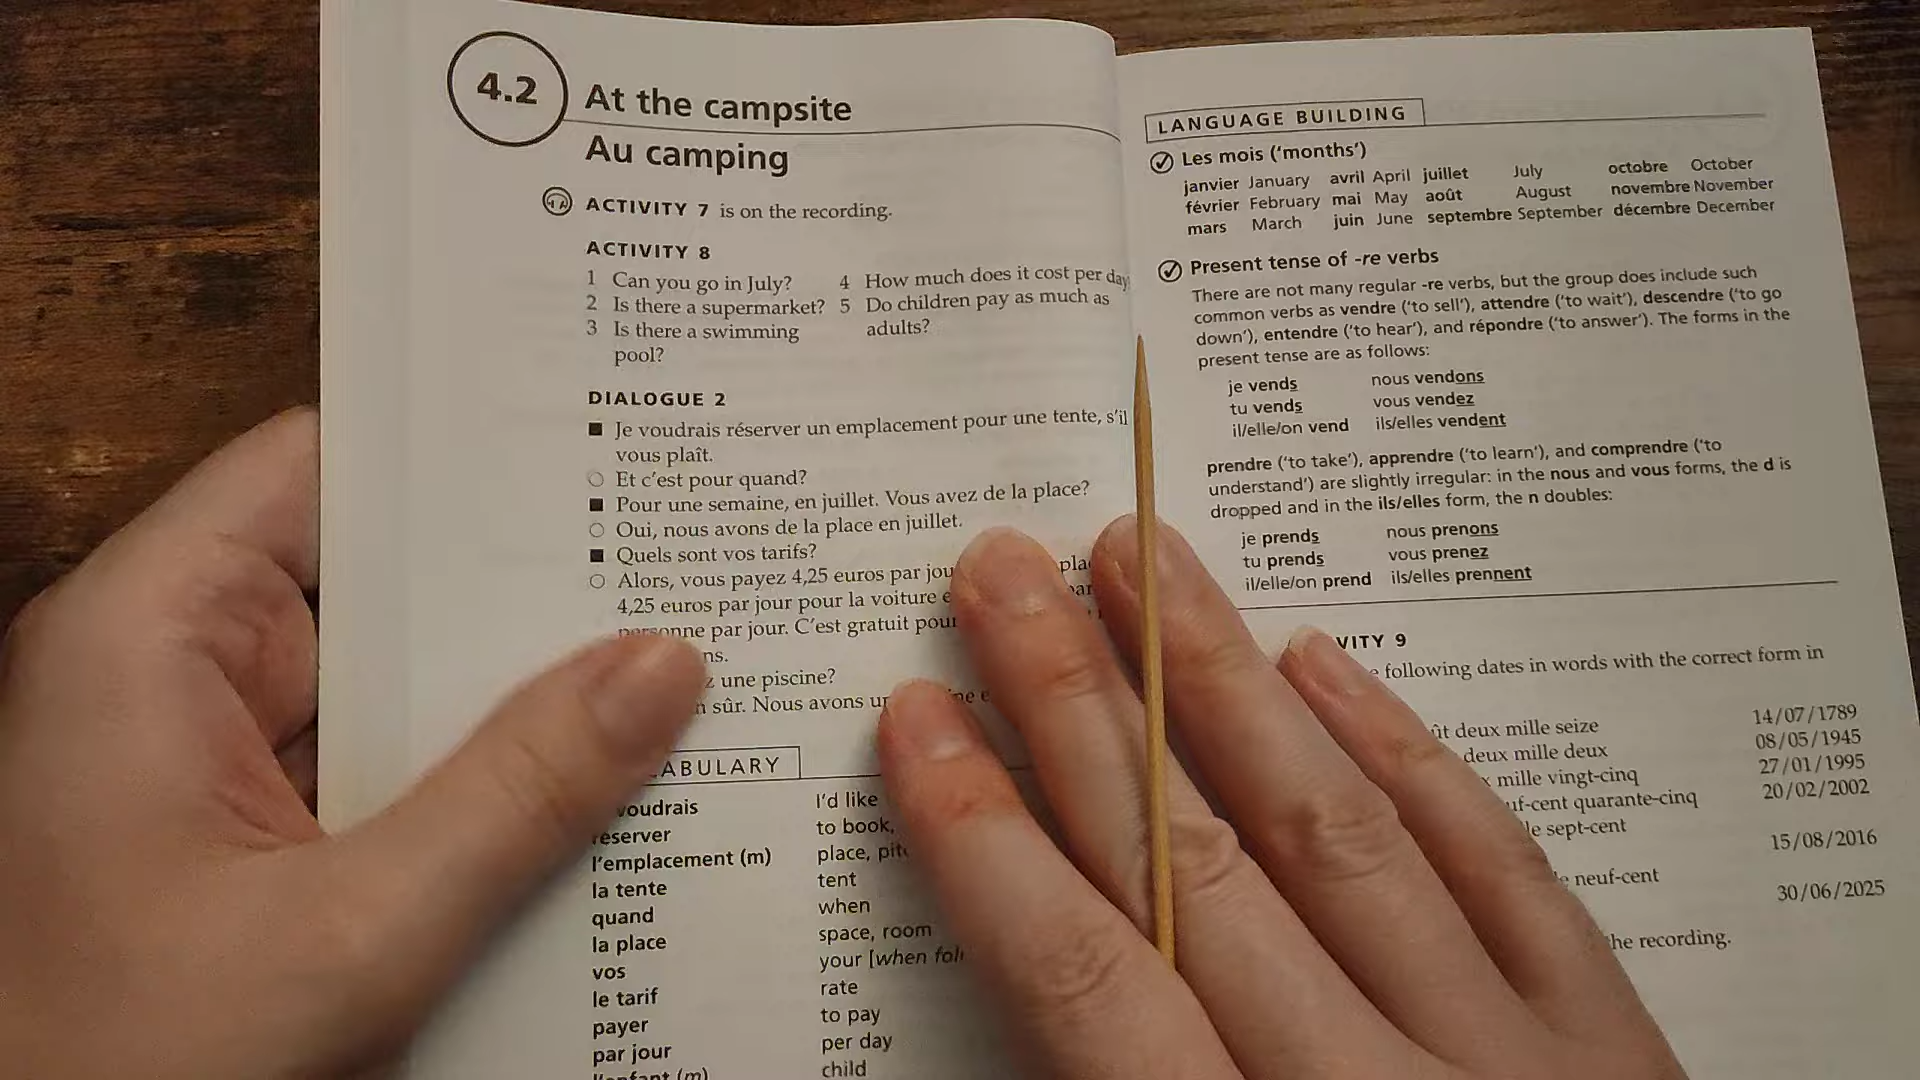 4.2
At the campsite
Au camping
ACTIVITY 7 is on the recording.
ACTIVITY 8
1 Can you go in July?
2 Is there a supermarket?
3 Is there a swimming
pool?
4 How much does it cost per day
5 Do children pay as much as
adults?
DIALOGUE 2
■ Je voudrais réserver un emplacement pour une tente, s'il
vous plaît.
○ Et c'est pour quand?
■ Pour une semaine, en juillet. Vous avez de la place?
○ Oui, nous avons de la place en juillet.
■ Quels sont vos tarifs?
○ Alors, vous payez 4,25 euros par
4,25 euros par jour pour la voiture
personne par jour. C'est gratuit
une piscine?
sûr. Nous avons
voudrais I'd like
réserver to book,
l'emplacement (m) place,
la tente tent
quand when
la place space, room
vos your [when
le tarif rate
payer to pay
par jour per day
l'enfant (m) child
LANGUAGE BUILDING
Les mois ('months')
janvier January avril April juillet July octobre October
février February mai May août August novembre November
mars March juin June septembre September décembre December
Present tense of -re verbs
There are not many regular -re verbs, but the group does include such
common verbs as vendre ('to sell'), attendre ('to wait'), descendre ('to go
down'), entendre ('to hear'), and répondre ('to answer'). The forms in the
present tense are as follows:
je vends nous vendons
tu vends vous vendez
il/elle/on vend ils/elles vendent
prendre ('to take'), apprendre ('to learn'), and comprendre ('to
understand') are slightly irregular: in the nous and vous forms, the d is
dropped and in the ils/elles form, the n doubles:
je prends nous prenons
tu prends vous prenez
il/elle/on prend ils/elles prennent
9
following dates in words with the correct form in
deux mille seize 14/07/1789
deux mille deux 08/05/1945
mille vingt-cinq 27/01/1995
quarante-cinq 20/02/2002
sept-cent
15/08/2016
neuf-cent
30/06/2025
the recording.